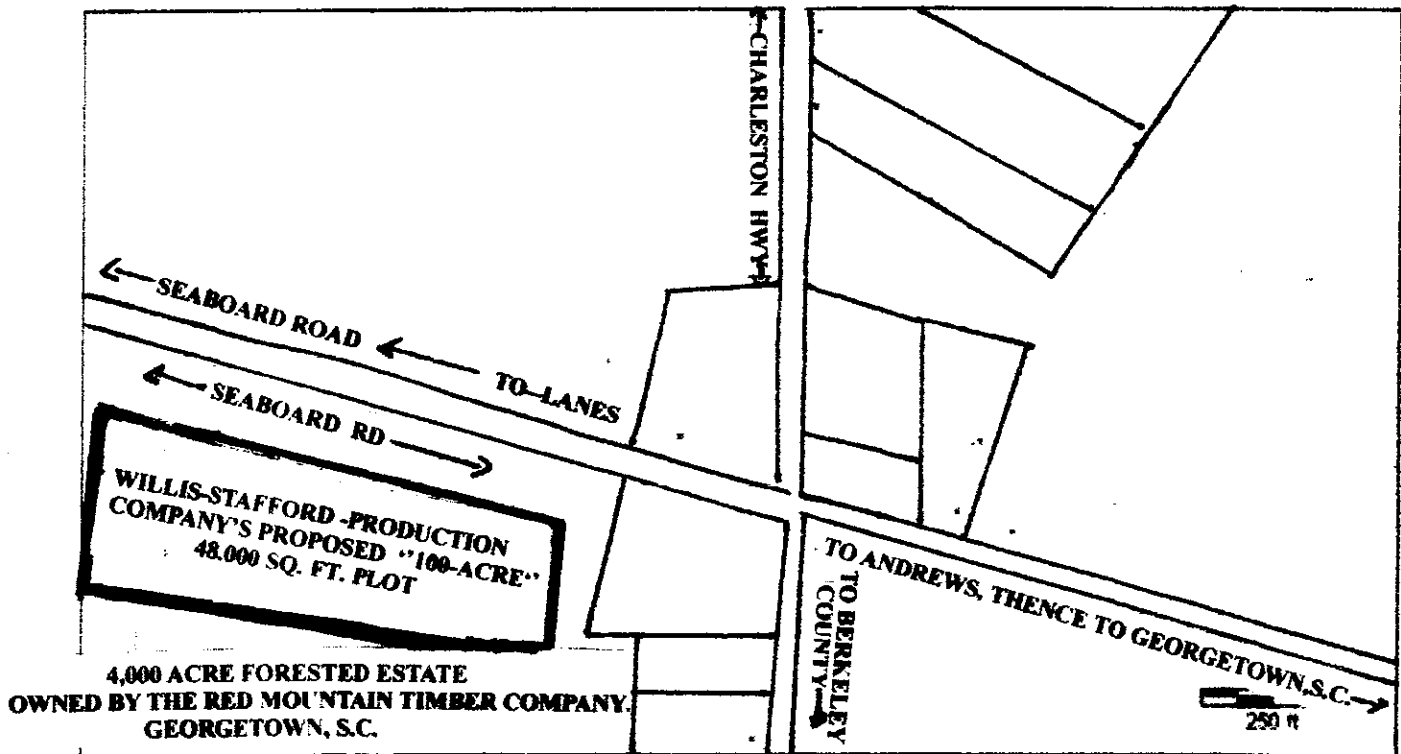 CHARLESTON HWY
SEABOARD ROAD
TO LANES
SEABOARD RD
WILLIS-STAFFORD -PRODUCTION
COMPANY'S PROPOSED "100-ACRE"
48.000 SQ. FT. PLOT
TO ANDREWS, THENCE TO GEORGETOWN,S.C.
TO BERKELEY
COUNTY
250 ft
4,000 ACRE FORESTED ESTATE
OWNED BY THE RED MOUNTAIN TIMBER COMPANY.
GEORGETOWN, S.C.